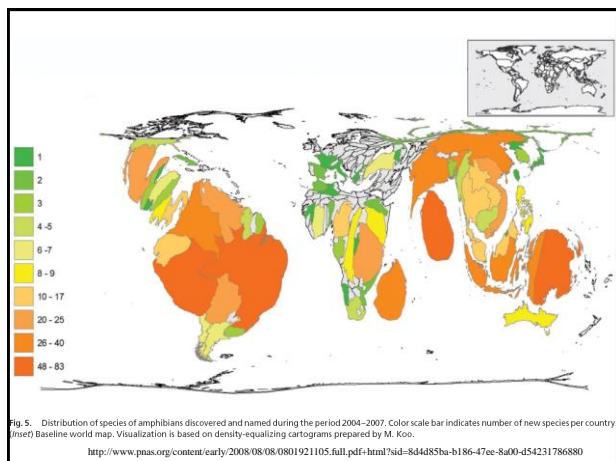 1
2
3
4-5
6-7
8 - 9
10 - 17
20 - 25
26 - 40
48 - 83
Fig. 5. Distribution of species of amphibians discovered and named during the period 2004–2007. Color scale bar indicates number of new species per country.
(Inset) Baseline world map. Visualization is based on density-equalizing cartograms prepared by M. Koo.
http://www.pnas.org/content/early/2008/08/08/0801921105.full.pdf+html?sid=8d4d85ba-b186-47ee-8a00-d54231786880